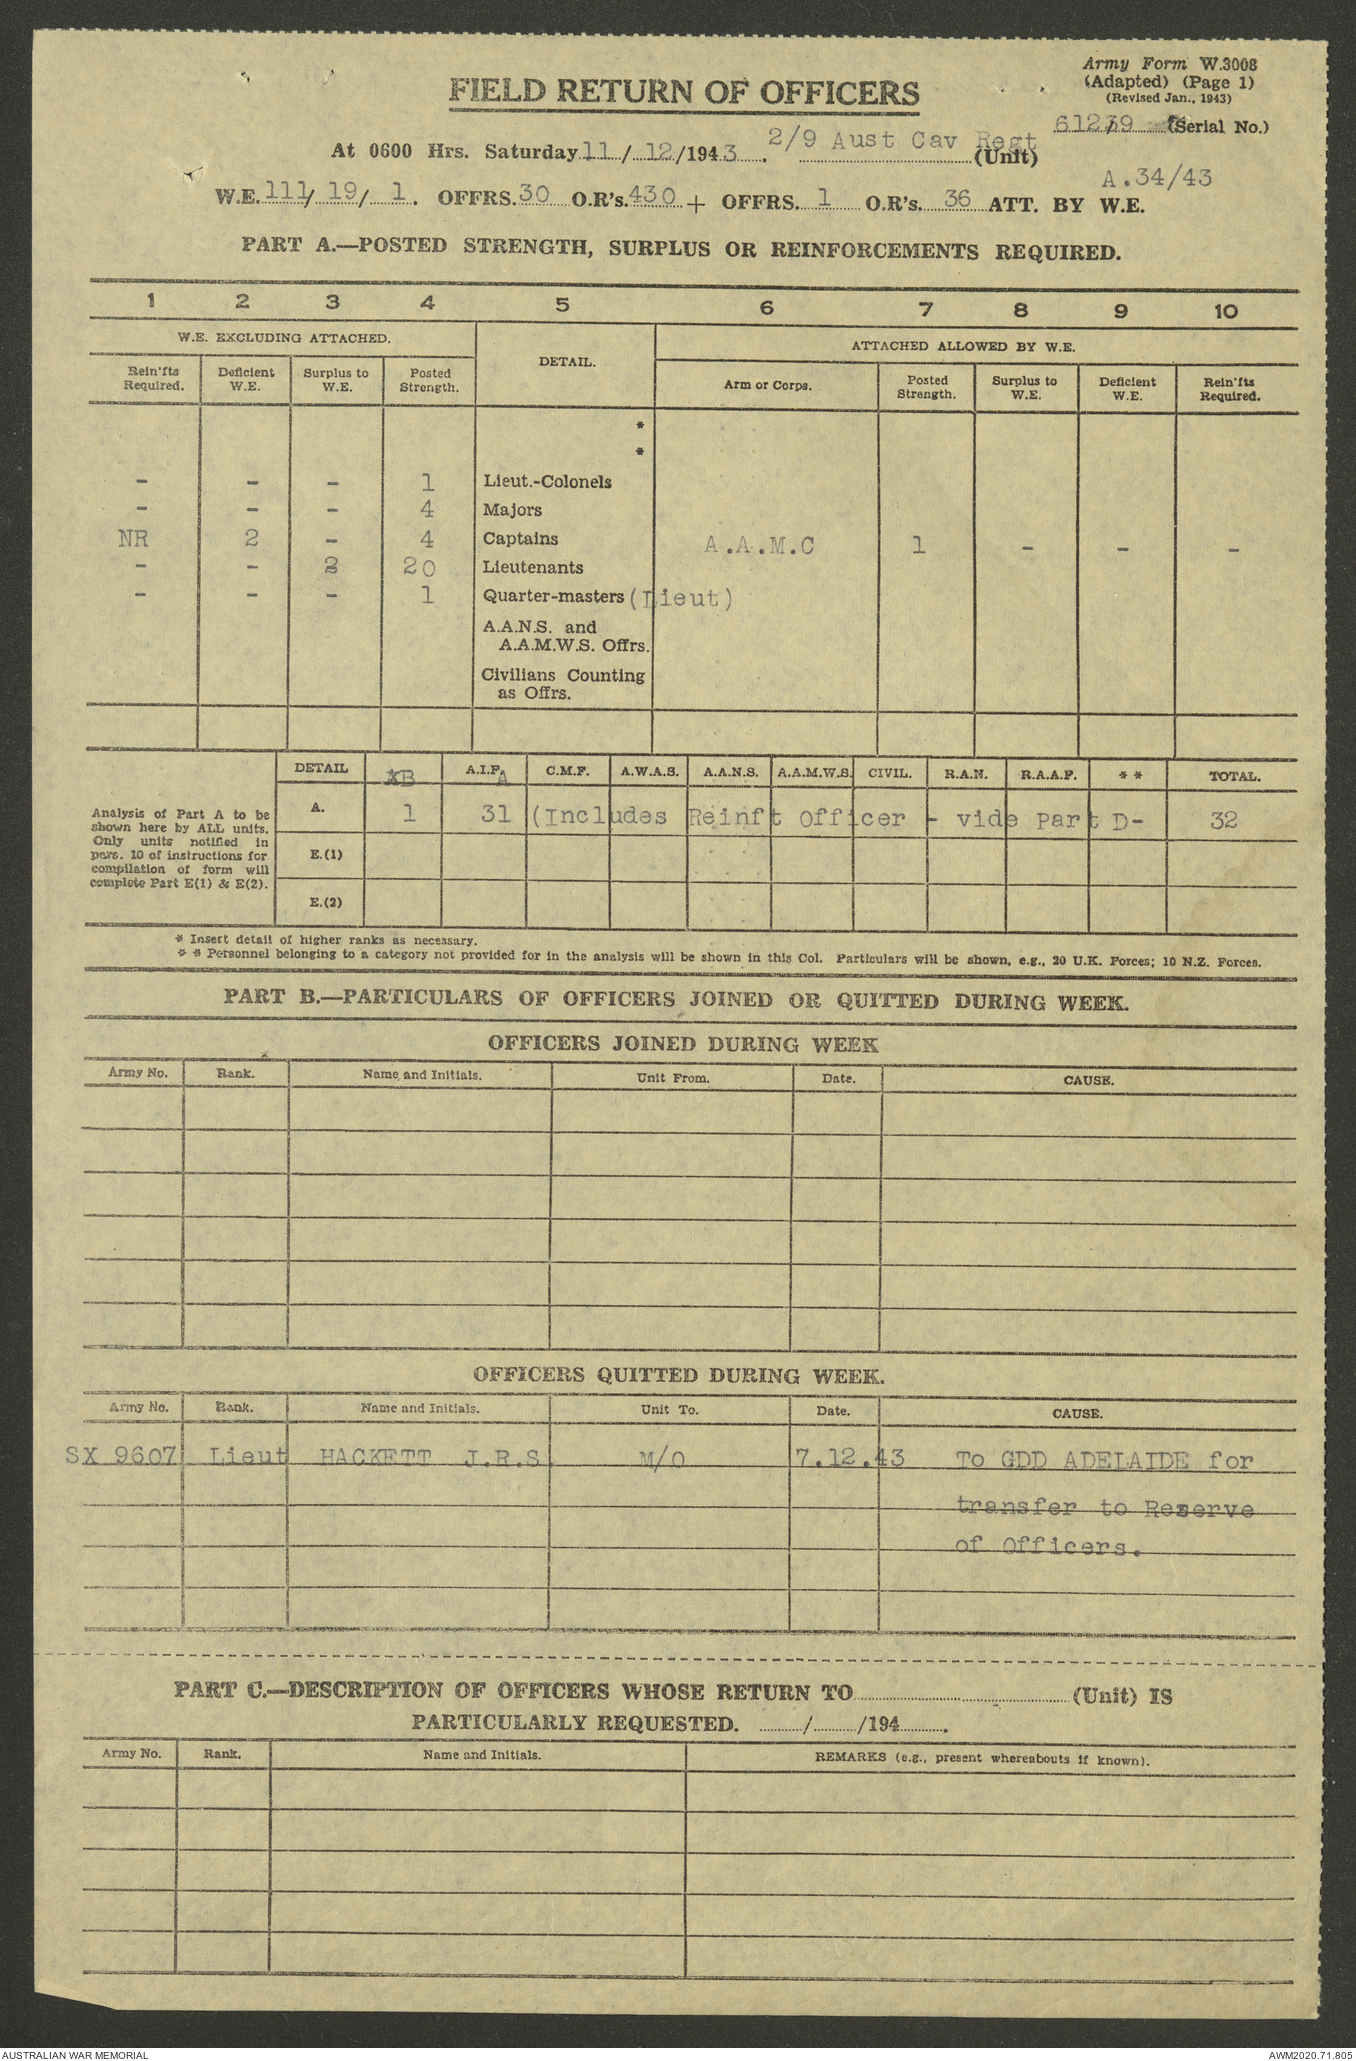 Army Form W.3008
(Adapted) (Page 1)
(Revised Jan., 1943)
FIELD RETURN OF OFFICERS
(Serial No.)
At 0600 Hrs. Saturday 11 / 12 /1943 . 2/9 Aust Cav Regt (Unit)
A.34/43
W.E. 111/ 19/ 1. OFFRS. 30 O.R's. 430 + OFFRS. 1 O.R's. 36 ATT. BY W.E.
PART A.—POSTED STRENGTH, SURPLUS OR REINFORCEMENTS REQUIRED.
1 2 3 4 5 6 7 8 9 10
W.E. EXCLUDING ATTACHED. DETAIL. ATTACHED ALLOWED BY W.E.
Rein'fts Required. Deficient W.E. Surplus to W.E. Posted Strength. Arm or Corps. Posted Strength. Surplus to W.E. Deficient W.E. Rein'fts Required.
*
*
- - - 1 Lieut.-Colonels
- - - 4 Majors
NR 2 - 4 Captains A.A.M.C 1 - - -
- - 2 20 Lieutenants
- - - 1 Quarter-masters (Lieut)
A.A.N.S. and
A.A.M.W.S. Offrs.
Civilians Counting
as Offrs.
DETAIL B A.I.F. A C.M.F. A.W.A.S. A.A.N.S. A.A.M.W.S. CIVIL. R.A.N. R.A.A.F. * * TOTAL.
Analysis of Part A to be
shown here by ALL units.
Only units notified in
para. 10 of instructions for
compilation of form will
complete Part E(1) & E(2).
A. 1 31 (Includes Reinft Officer - vide Part D- 32
E.(1)
E.(2)
* Insert detail of higher ranks as necessary.
* * Personnel belonging to a category not provided for in the analysis will be shown in this Col. Particulars will be shown, e.g., 20 U.K. Forces; 10 N.Z. Forces.
PART B.—PARTICULARS OF OFFICERS JOINED OR QUITTED DURING WEEK.
OFFICERS JOINED DURING WEEK
Army No. Rank. Name and Initials. Unit From. Date. CAUSE.
OFFICERS QUITTED DURING WEEK.
Army No. Rank. Name and Initials. Unit To. Date. CAUSE.
SX 9607 Lieut HACKETT J.R.S. M/O 7.12.43 To GDD ADELAIDE for
transfer to Reserve
of Officers.
PART C.—DESCRIPTION OF OFFICERS WHOSE RETURN TO (Unit) IS
PARTICULARLY REQUESTED. / /194 .
Army No. Rank. Name and Initials. REMARKS (e.g., present whereabouts if known).
AUSTRALIAN WAR MEMORIAL AWM2020.71.805